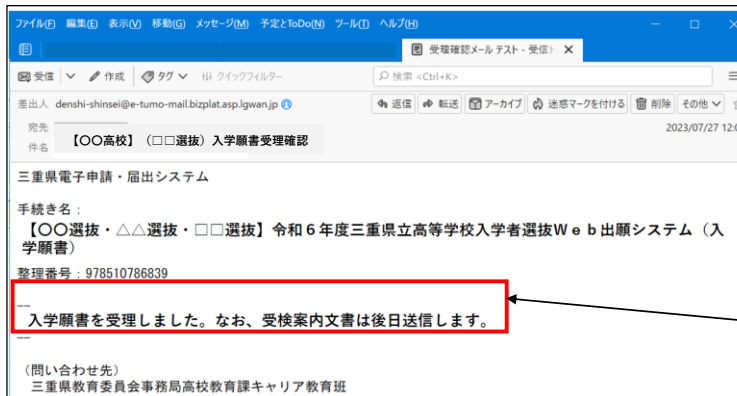 ファイル(F) 編集(E) 表示(V) 移動(G) メッセージ(M) 予定とToDo(N) ツール(T) ヘルプ(H)
受理確認メール テスト - 受信ト
受信 作成 タグ クイックフィルター 検索 <Ctrl+K>
差出人 denshi-shinsei@e-tumo-mail.bizplat.asp.lgwan.jp 返信 転送 アーカイブ 迷惑マークを付ける 削除 その他
宛先 2023/07/27 12:0
件名 【〇〇高校】（□□選抜）入学願書受理確認
三重県電子申請・届出システム
手続き名：
【〇〇選抜・△△選抜・□□選抜】令和６年度三重県立高等学校入学者選抜Ｗｅｂ出願システム（入
学願書）
整理番号：978510786839
--
入学願書を受理しました。なお、受検案内文書は後日送信します。
--
（問い合わせ先）
三重県教育委員会事務局高校教育課キャリア教育班